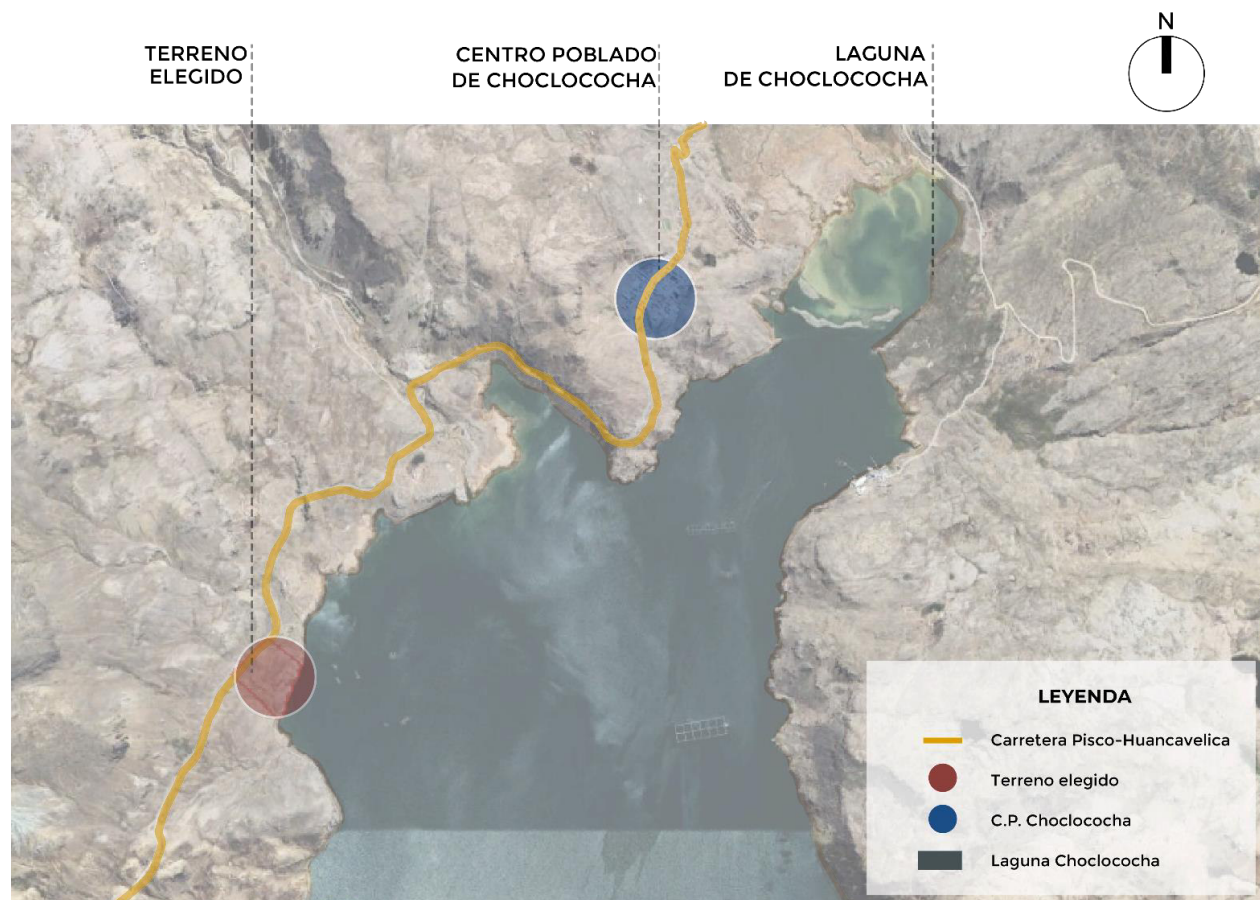 TERRENO
ELEGIDO
CENTRO POBLADO
DE CHOCLOCOCHA
LAGUNA
DE CHOCLOCOCHA
N
LEYENDA
Carretera Pisco-Huancavelica
Terreno elegido
C.P. Choclococha
Laguna Choclococha